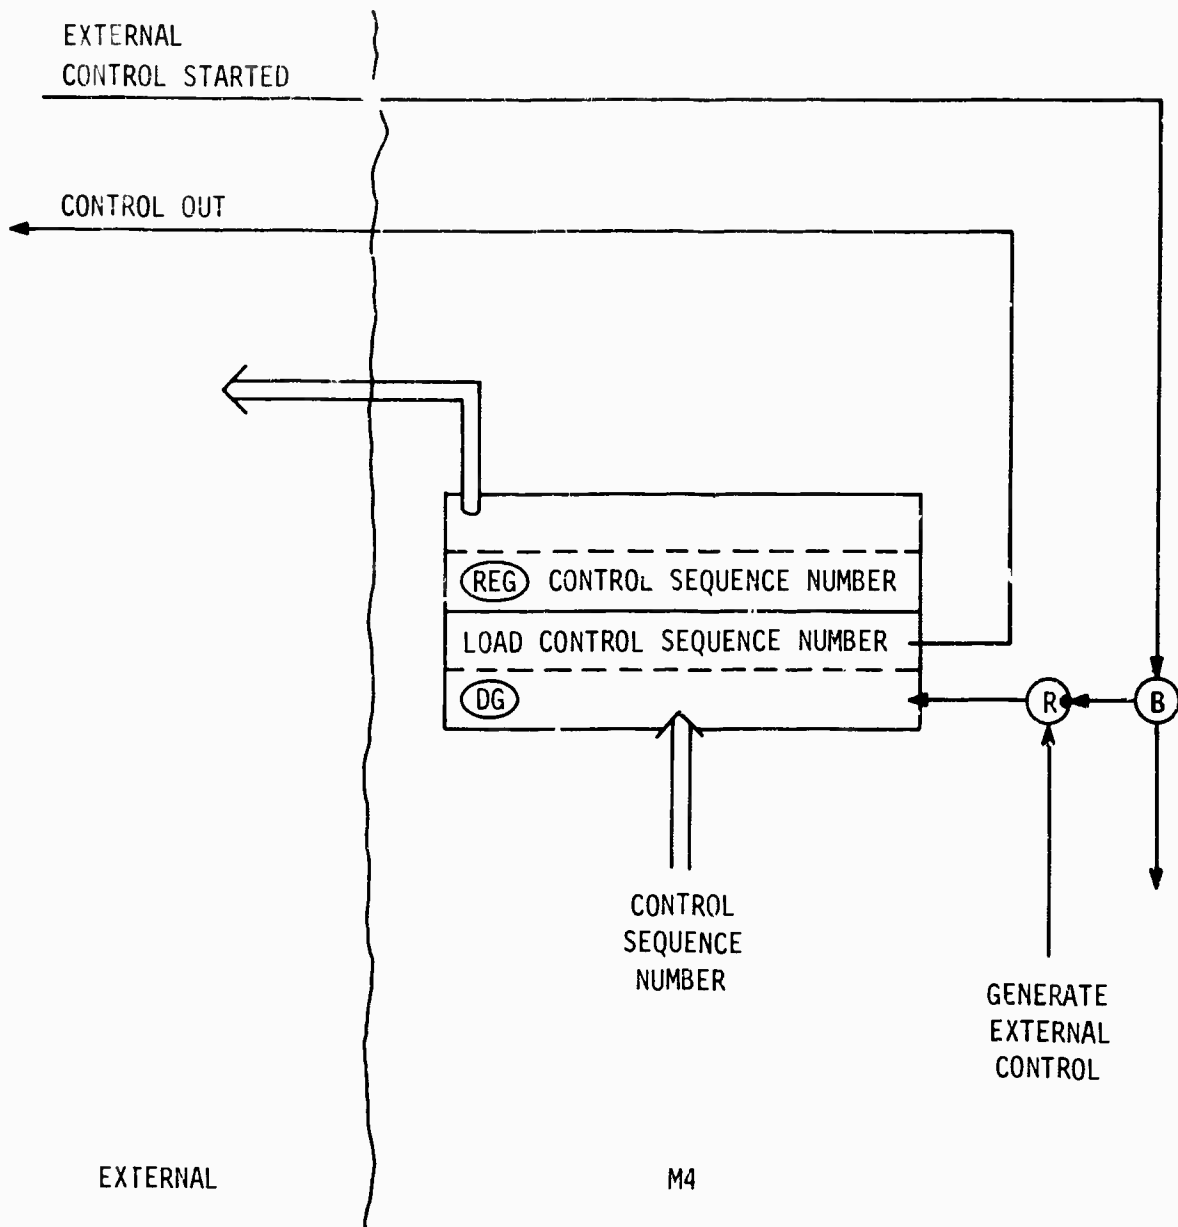 EXTERNAL
CONTROL STARTED
CONTROL OUT
REG CONTROL SEQUENCE NUMBER
LOAD CONTROL SEQUENCE NUMBER
DG
R
B
CONTROL
SEQUENCE
NUMBER
GENERATE
EXTERNAL
CONTROL
EXTERNAL
M4